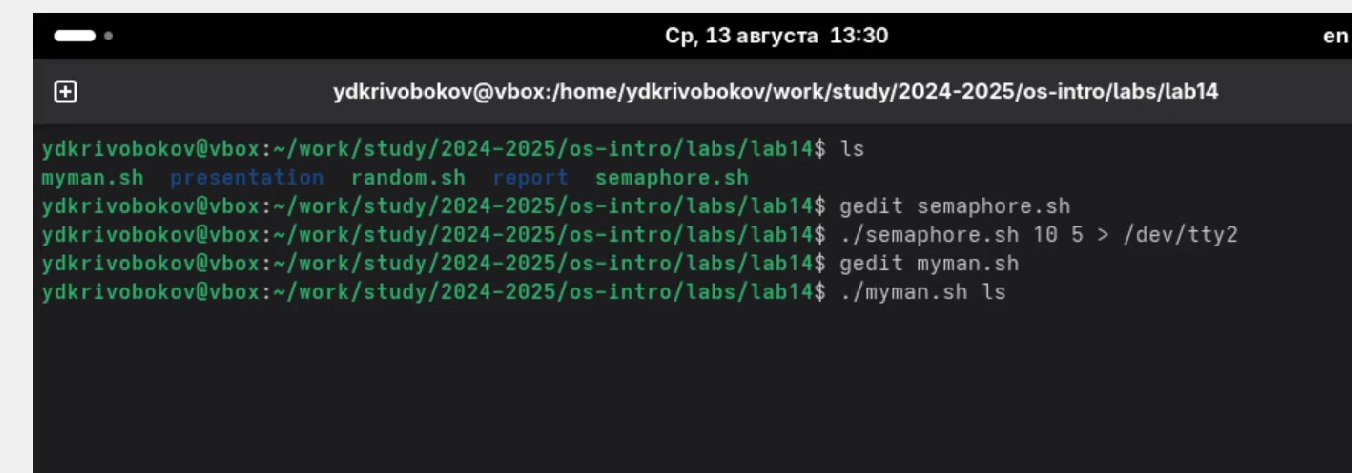 Ср, 13 августа 13:30
en
ydkrivobokov@vbox:/home/ydkrivobokov/work/study/2024-2025/os-intro/labs/lab14
ydkrivobokov@vbox:~/work/study/2024-2025/os-intro/labs/lab14$ ls
myman.sh presentation random.sh report semaphore.sh
ydkrivobokov@vbox:~/work/study/2024-2025/os-intro/labs/lab14$ gedit semaphore.sh
ydkrivobokov@vbox:~/work/study/2024-2025/os-intro/labs/lab14$ ./semaphore.sh 10 5 > /dev/tty2
ydkrivobokov@vbox:~/work/study/2024-2025/os-intro/labs/lab14$ gedit myman.sh
ydkrivobokov@vbox:~/work/study/2024-2025/os-intro/labs/lab14$ ./myman.sh ls